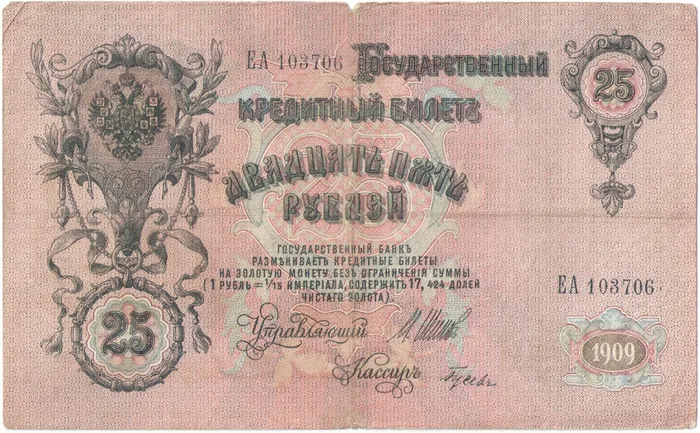 ЕА 103706 Государственный
25
Кредитный Билетъ
Двадцать пять
рублей
ГОСУДАРСТВЕННЫЙ БАНКЪ
РАЗМѢНИВАЕТЪ КРЕДИТНЫЕ БИЛЕТЫ
НА ЗОЛОТУЮ МОНЕТУ БЕЗЪ ОГРАНИЧЕНІЯ СУММЫ
(1 РУБЛЬ = 1/15 ИМПЕРІАЛА, СОДЕРЖИТЪ 17,424 ДОЛЕЙ
ЧИСТАГО ЗОЛОТА).
ЕА 103706
25
Управляющій
1909
Кассиръ